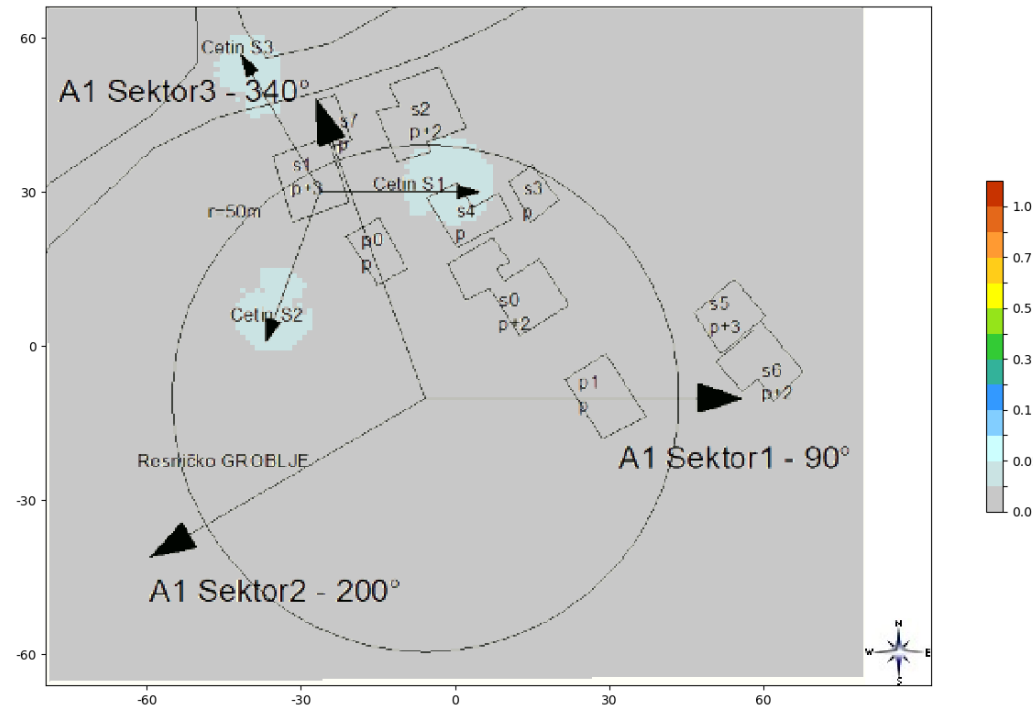 60
Cetin S3
A1 Sektor3 - 340°
s7
p
s2
p+2
s1
p+3
30
Cetin S1
s3
p
r=50m
s4
p
p0
p
s0
p+2
s5
p+3
Cetin S2
0
s6
p+2
p1
p
A1 Sektor1 - 90°
Resničko GROBLJE
-30
A1 Sektor2 - 200°
-60
-60
-30
0
30
60
N
W
E
S
1.0
0.7
0.5
0.3
0.1
0.0
0.0